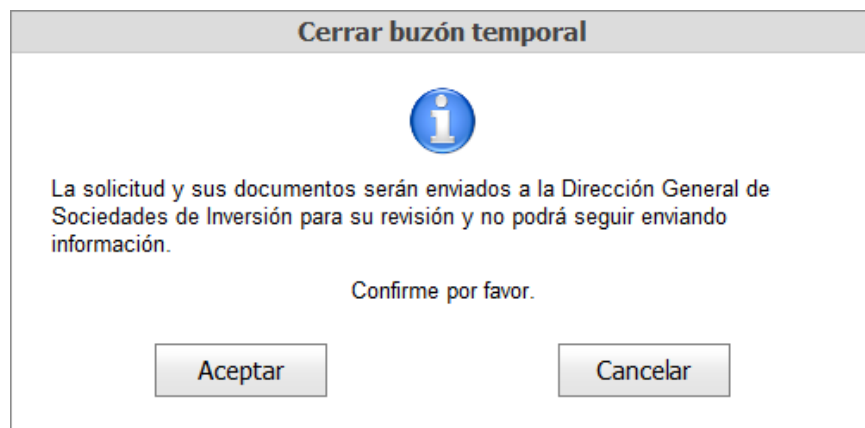 Cerrar buzón temporal
La solicitud y sus documentos serán enviados a la Dirección General de
Sociedades de Inversión para su revisión y no podrá seguir enviando
información.
Confirme por favor.
Aceptar
Cancelar